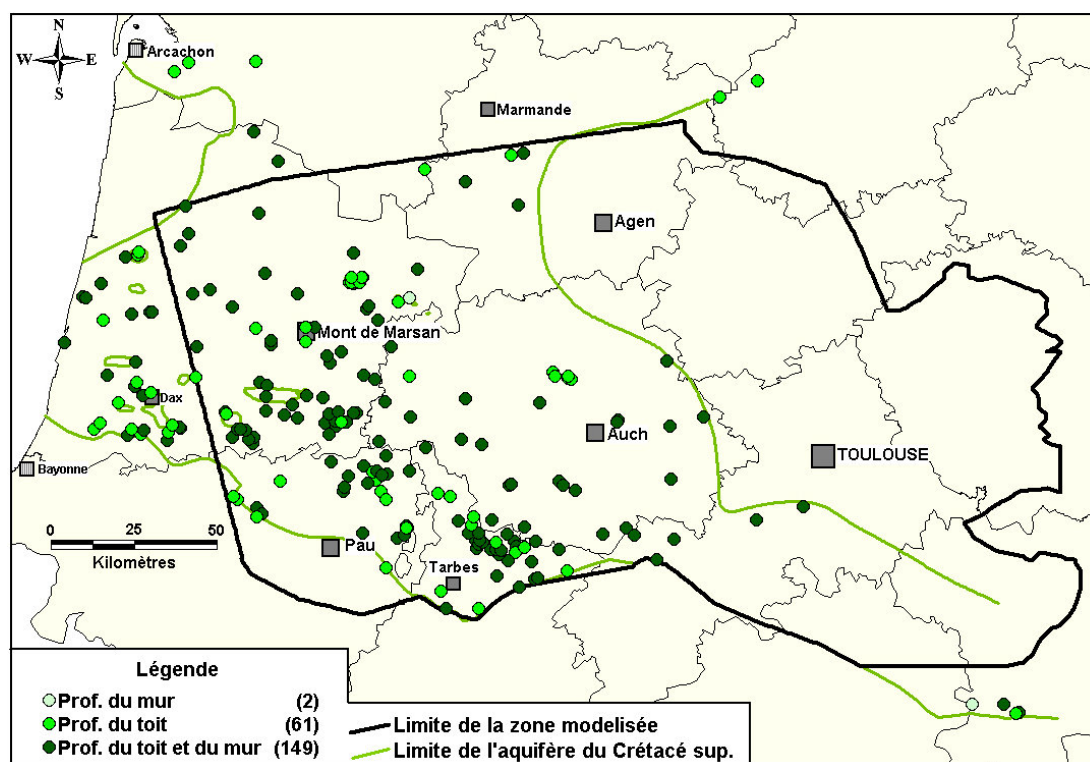 N
W E
S
Arcachon
Marmande
Agen
Mont de Marsan
Dax
Auch
TOULOUSE
Bayonne
0 25 50
Kilomètres
Pau
Tarbes
Légende
Prof. du mur (2)
Prof. du toit (61)
Prof. du toit et du mur (149)
Limite de la zone modelisée
Limite de l'aquifère du Crétacé sup.